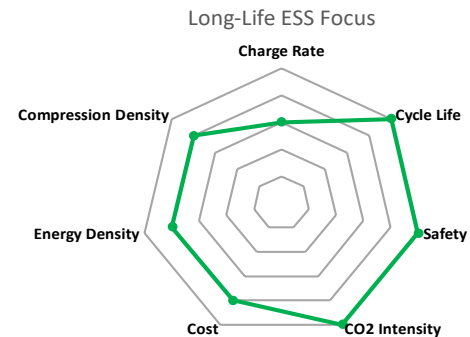 Long-Life ESS Focus
Charge Rate
Compression Density
Cycle Life
Energy Density
Safety
Cost
CO2 Intensity